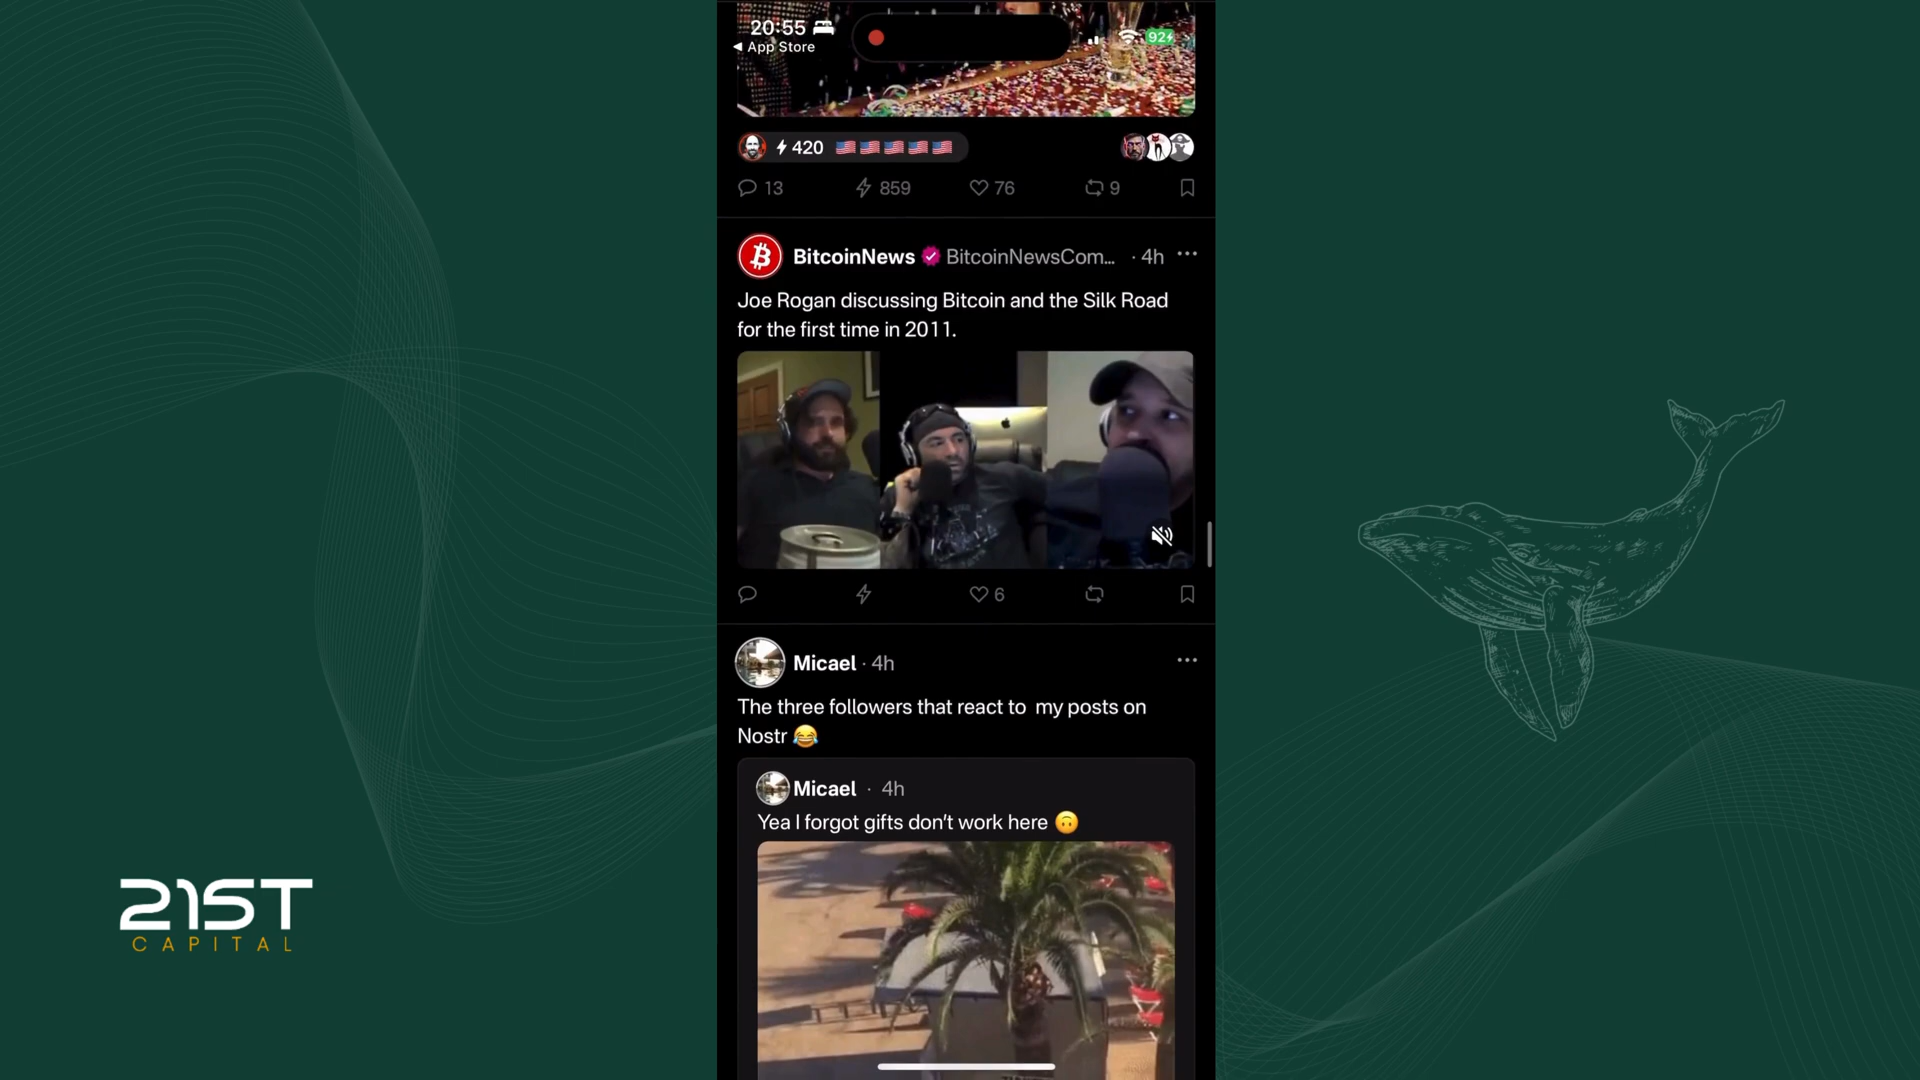 20:55
92
◀ App Store
420 🇺🇸🇺🇸🇺🇸🇺🇸🇺🇸
13 859 76 9
BitcoinNews BitcoinNewsCom... · 4h ...
Joe Rogan discussing Bitcoin and the Silk Road
for the first time in 2011.
6
Micael · 4h ...
The three followers that react to my posts on
Nostr 😂
Micael · 4h
Yea I forgot gifts don't work here 🙃
21ST
CAPITAL